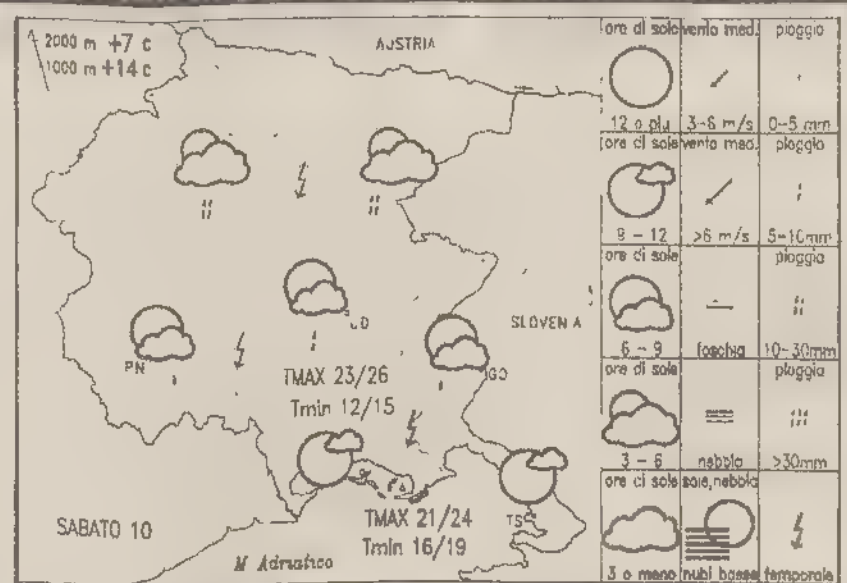 2000 m +7 c
1000 m +14 c
AUSTRIA
SLOVENIA
UD
PN
GO
TMAX 23/26
Tmin 12/15
TS
TMAX 21/24
Tmin 16/19
SABATO 10
M Adriatico
ore di sole vento med. pioggia
12 o più 3-6 m/s 0-5 mm
ore di sole vento med. pioggia
9 - 12 >6 m/s 5-10mm
ore di sole pioggia
6 - 9 foschia 10-30mm
ore di sole pioggia
3 - 6 nebbia >30mm
ore di sole sole,nebbia
3 o meno nubi basse temporale